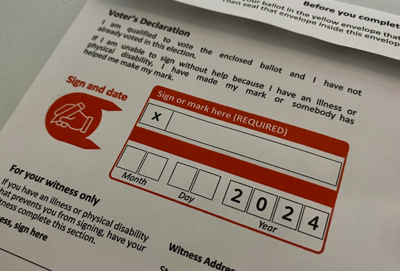 Before you complet
our ballot in the yellow envelope that
hen seal that envelope inside this envelop
Voter's Declaration
I am qualified to vote the enclosed ballot and I have not
already voted in this election.
If I am unable to sign without help because I have an illness or
physical disability, I have made my mark or somebody has
helped me make my mark.
Sign and date
Sign or mark here (REQUIRED)
X
2 0 2 4
Month Day Year
For your witness only
If you have an illness or physical disability
that prevents you from signing, have your
tness complete this section.
ess, sign here
Witness Address